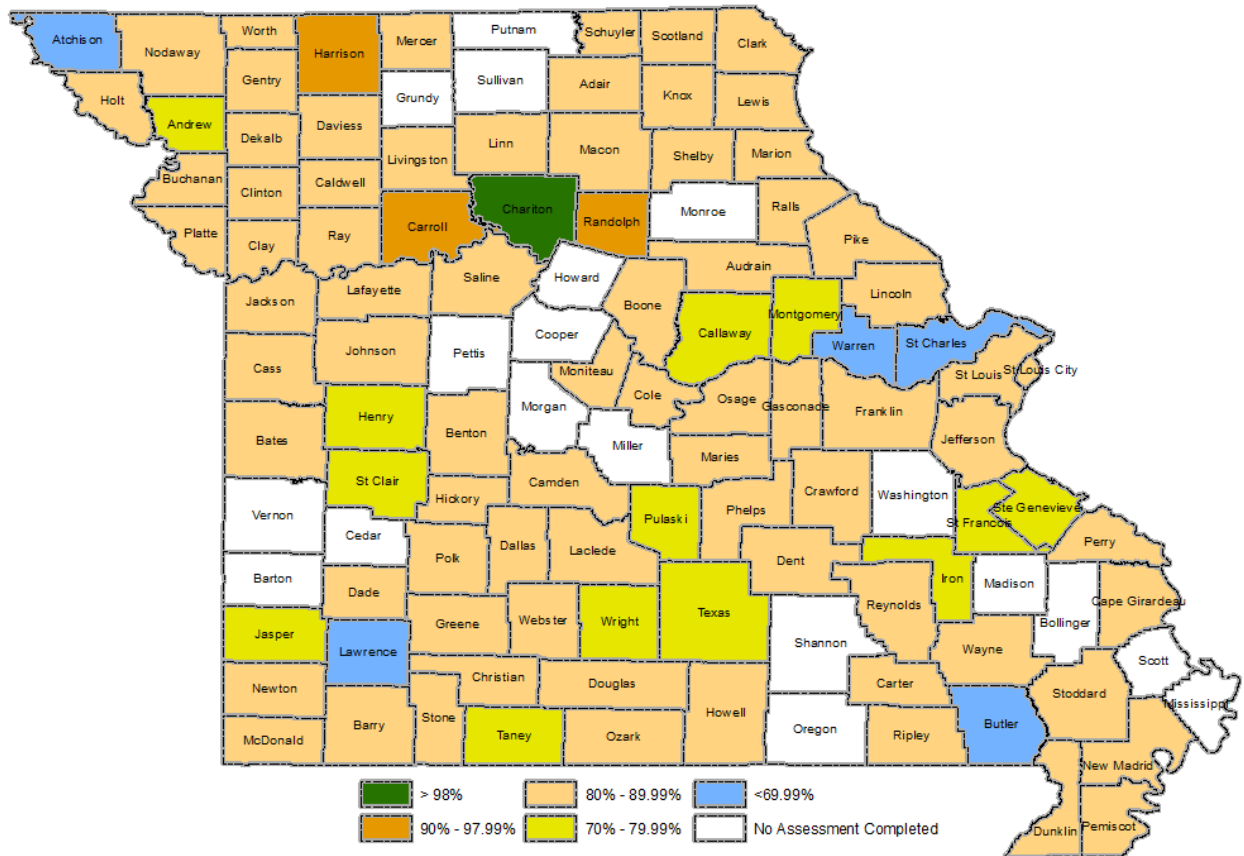 Atchison
Nodaway
Worth
Harrison
Mercer
Putnam
Schuyler
Scotland
Clark
Holt
Gentry
Grundy
Sullivan
Adair
Knox
Lewis
Andrew
Dekalb
Daviess
Livingston
Linn
Macon
Shelby
Marion
Buchanan
Clinton
Caldwell
Chariton
Randolph
Monroe
Ralls
Platte
Clay
Ray
Carroll
Pike
Saline
Howard
Audrain
Jackson
Lafayette
Boone
Lincoln
Callaway
Montgomery
Cass
Johnson
Pettis
Cooper
Warren
St Charles
Moniteau
St Louis
St Louis City
Henry
Morgan
Cole
Osage
Gasconade
Franklin
Bates
Benton
Miller
Maries
Jefferson
St Clair
Hickory
Camden
Crawford
Washington
Vernon
Cedar
Pulaski
Phelps
St Francois
Ste Genevieve
Polk
Dallas
Laclede
Dent
Perry
Barton
Dade
Iron
Madison
Reynolds
Cape Girardeau
Jasper
Greene
Webster
Wright
Texas
Bollinger
Lawrence
Shannon
Wayne
Scott
Newton
Christian
Douglas
Carter
Stoddard
Mississippi
McDonald
Barry
Stone
Taney
Ozark
Howell
Oregon
Ripley
Butler
New Madrid
Dunklin
Pemiscot
> 98%
80% - 89.99%
<69.99%
90% - 97.99%
70% - 79.99%
No Assessment Completed